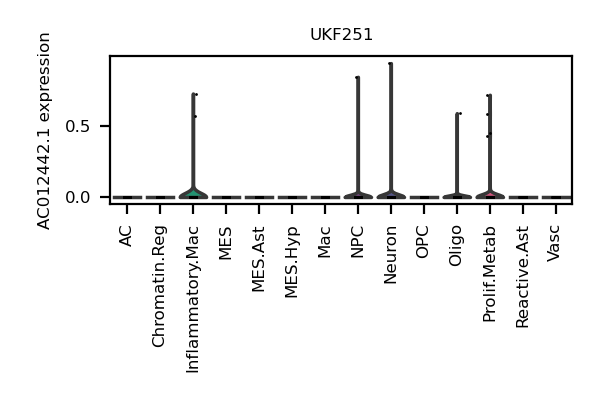 UKF251
AC012442.1 expression
0.5
0.0
AC
Chromatin.Reg
Inflammatory.Mac
MES
MES.Ast
MES.Hyp
Mac
NPC
Neuron
OPC
Oligo
Prolif.Metab
Reactive.Ast
Vasc